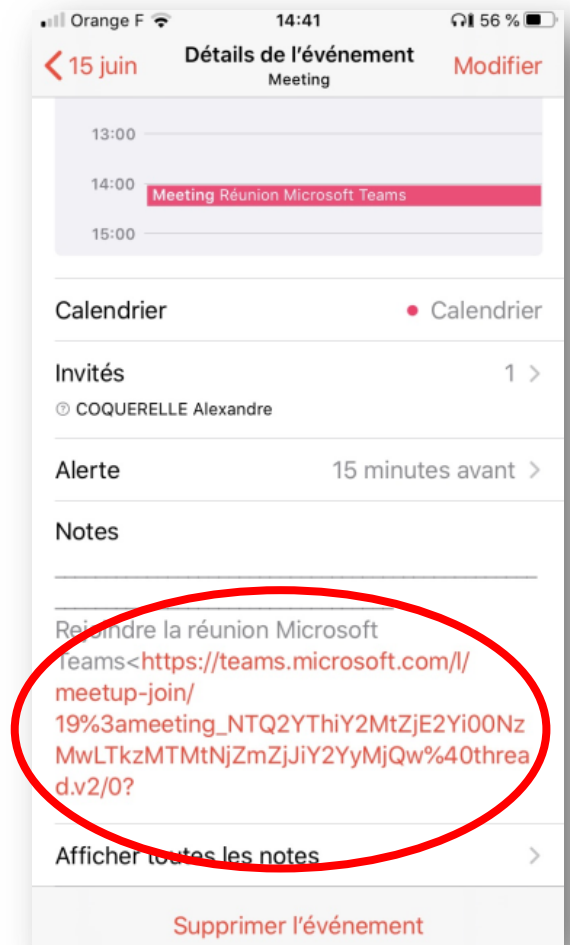 Orange F 14:41 56 %
15 juin Détails de l'événement Modifier
Meeting
13:00
14:00
Meeting Réunion Microsoft Teams
15:00
Calendrier Calendrier
Invités 1
COQUERELLE Alexandre
Alerte 15 minutes avant
Notes
Rejoindre la réunion Microsoft
Teams<https://teams.microsoft.com/l/
meetup-join/
19%3ameeting_NTQ2YThiY2MtZjE2Yi00Nz
MwLTkzMTMtNjZmZjJiY2YyMjQw%40threa
d.v2/0?
Afficher toutes les notes
Supprimer l'événement